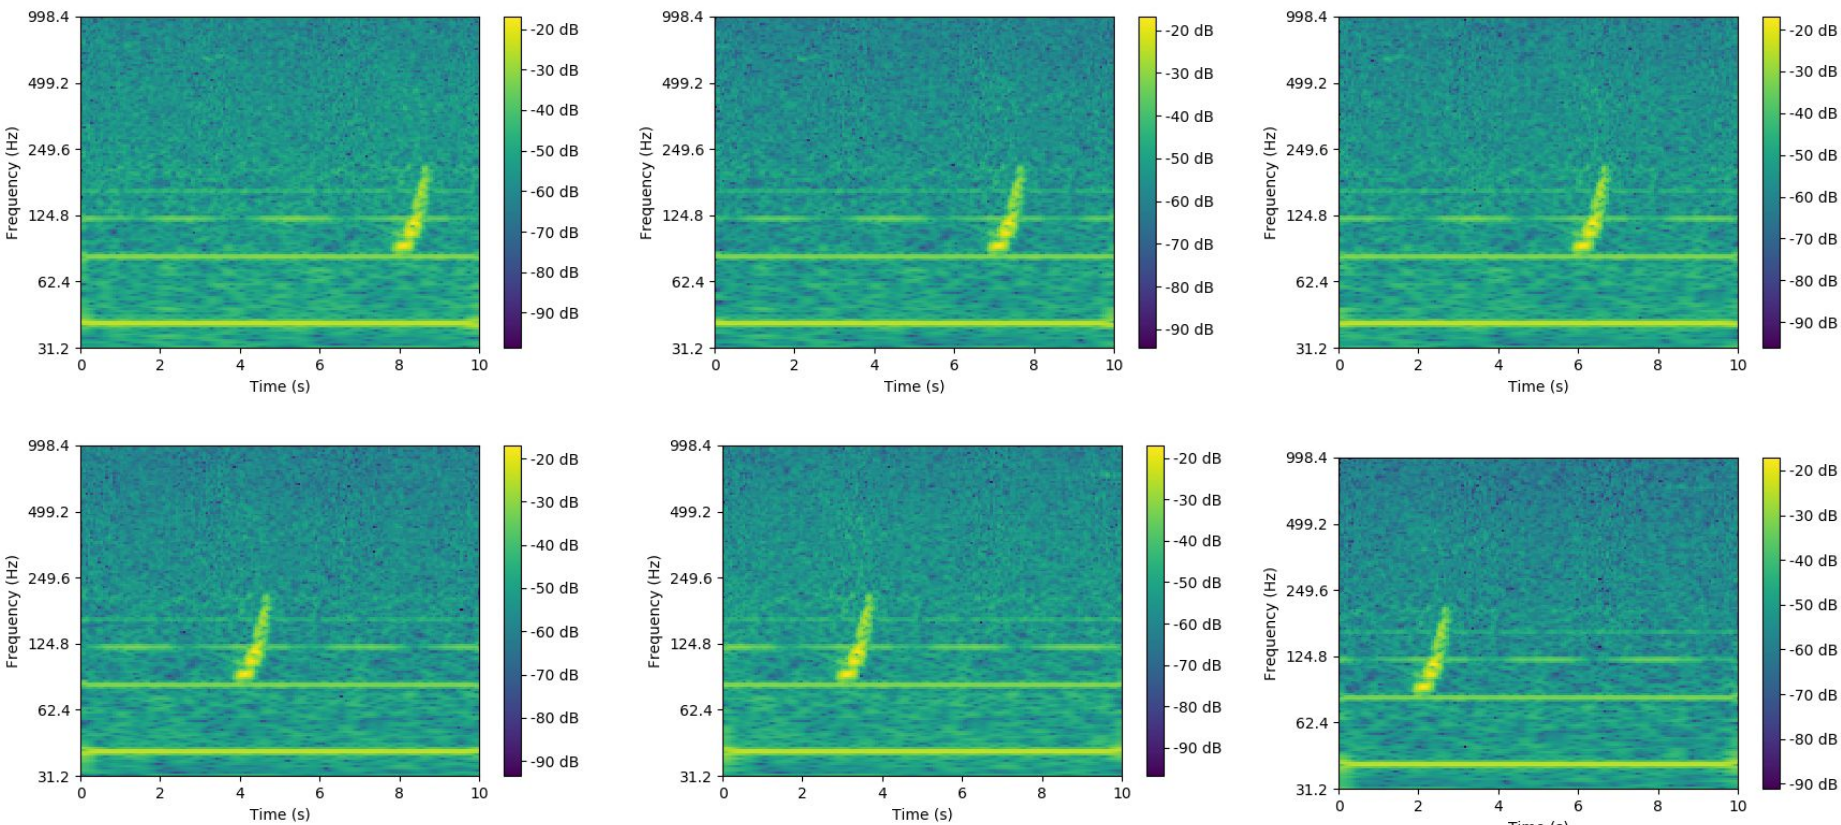 998.4
499.2
249.6
124.8
62.4
31.2
Frequency (Hz)
0 2 4 6 8 10
Time (s)
-20 dB
-30 dB
-40 dB
-50 dB
-60 dB
-70 dB
-80 dB
-90 dB
998.4
499.2
249.6
124.8
62.4
31.2
Frequency (Hz)
0 2 4 6 8 10
Time (s)
-20 dB
-30 dB
-40 dB
-50 dB
-60 dB
-70 dB
-80 dB
-90 dB
998.4
499.2
249.6
124.8
62.4
31.2
Frequency (Hz)
0 2 4 6 8 10
Time (s)
-20 dB
-30 dB
-40 dB
-50 dB
-60 dB
-70 dB
-80 dB
-90 dB
998.4
499.2
249.6
124.8
62.4
31.2
Frequency (Hz)
0 2 4 6 8 10
Time (s)
-20 dB
-30 dB
-40 dB
-50 dB
-60 dB
-70 dB
-80 dB
-90 dB
998.4
499.2
249.6
124.8
62.4
31.2
Frequency (Hz)
0 2 4 6 8 10
Time (s)
-20 dB
-30 dB
-40 dB
-50 dB
-60 dB
-70 dB
-80 dB
-90 dB
998.4
499.2
249.6
124.8
62.4
31.2
Frequency (Hz)
0 2 4 6 8 10
Time (s)
-20 dB
-30 dB
-40 dB
-50 dB
-60 dB
-70 dB
-80 dB
-90 dB